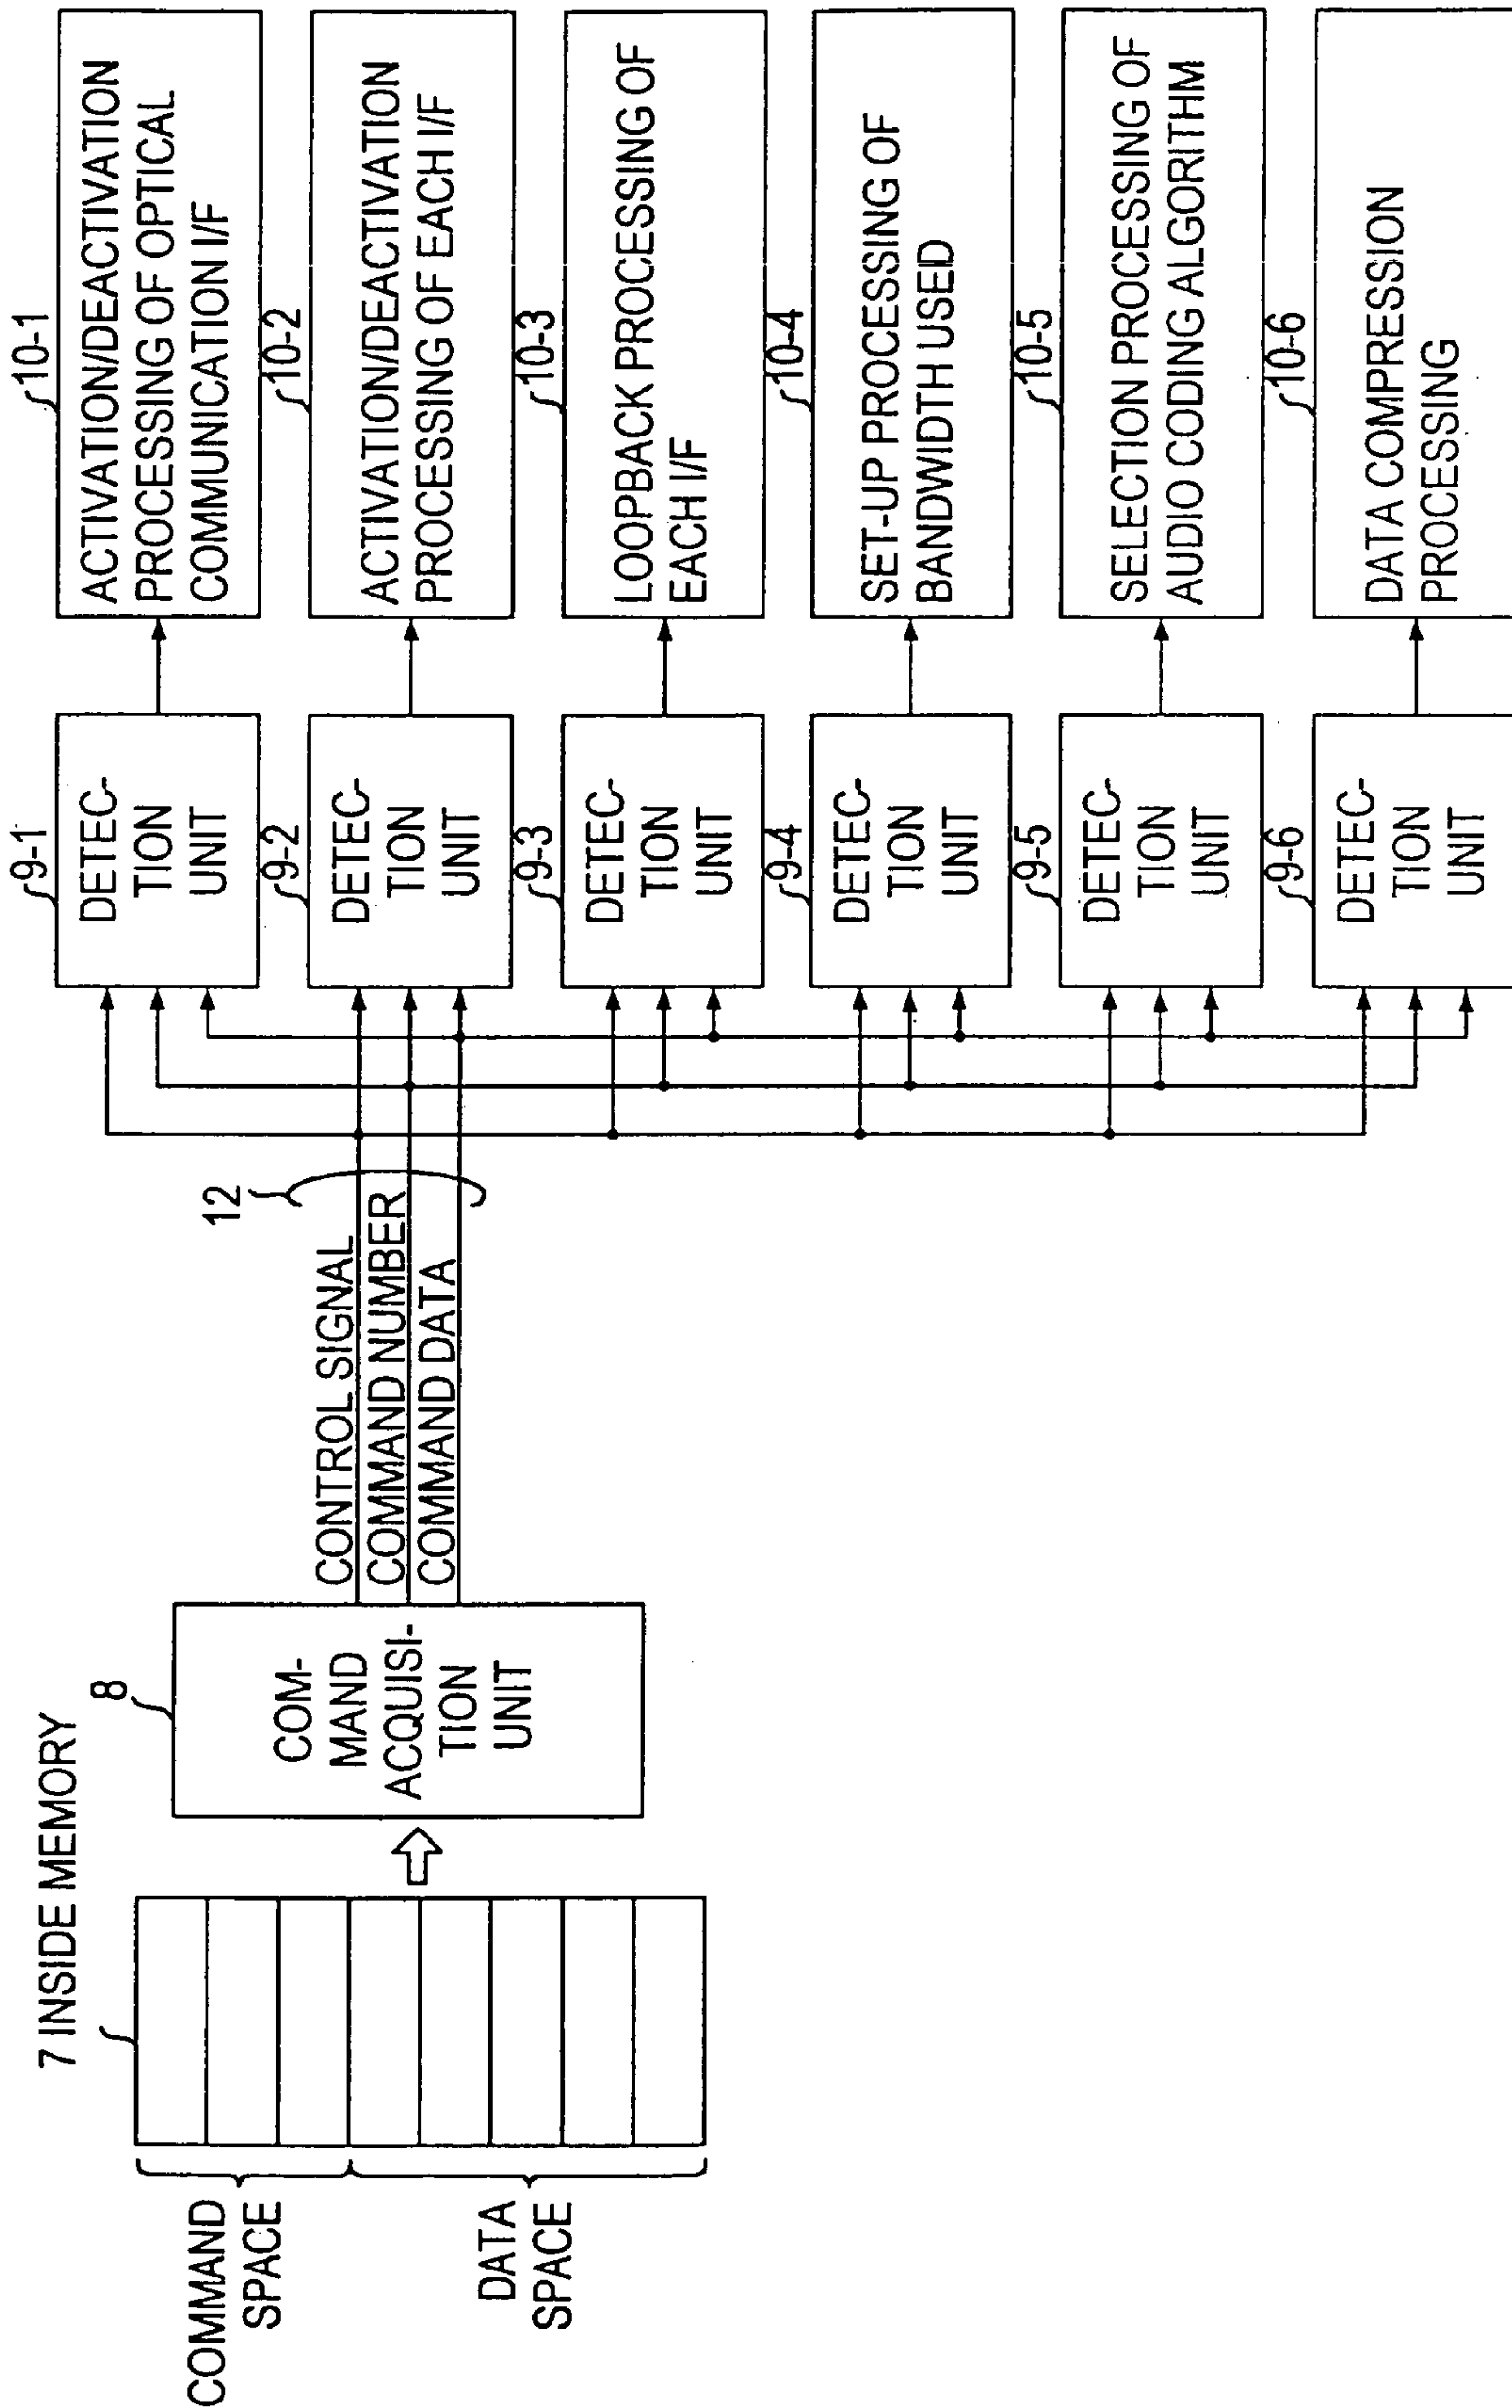 7 INSIDE MEMORY
COMMAND
SPACE
DATA
SPACE
8
COM-
MAND
ACQUISI-
TION
UNIT
CONTROL SIGNAL
COMMAND NUMBER
COMMAND DATA
12
9-1
DETEC-
TION
UNIT
10-1
ACTIVATION/DEACTIVATION
PROCESSING OF OPTICAL
COMMUNICATION I/F
9-2
DETEC-
TION
UNIT
10-2
ACTIVATION/DEACTIVATION
PROCESSING OF EACH I/F
9-3
DETEC-
TION
UNIT
10-3
LOOPBACK PROCESSING OF
EACH I/F
9-4
DETEC-
TION
UNIT
10-4
SET-UP PROCESSING OF
BANDWIDTH USED
9-5
DETEC-
TION
UNIT
10-5
SELECTION PROCESSING OF
AUDIO CODING ALGORITHM
9-6
DETEC-
TION
UNIT
10-6
DATA COMPRESSION
PROCESSING